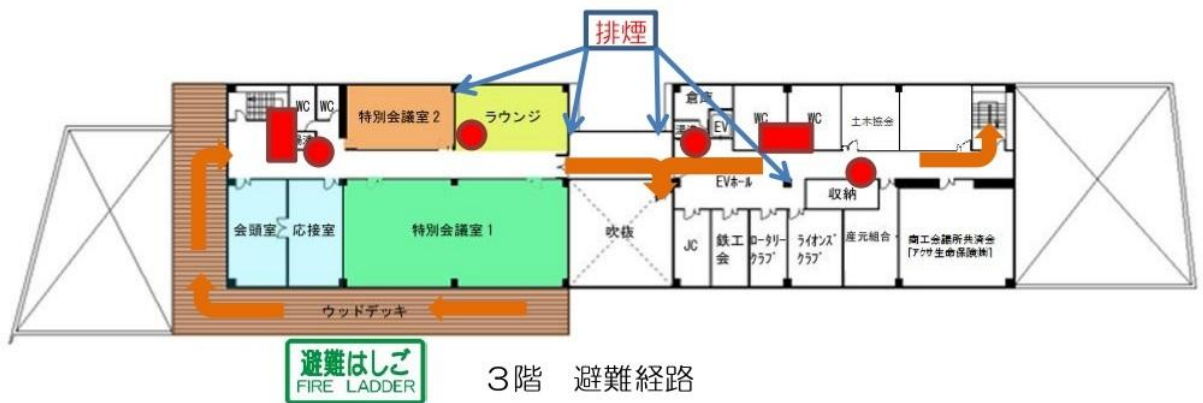 排煙
WC
WC
特別会議室2
ラウンジ
倉庫
EV
WC
WC
土木協会
EVホール
収納
会頭室
応接室
特別会議室1
吹抜
JC
鉄工
会
ロータリー
クラブ
ライオンズ
クラブ
産元組合
商工会議所共済会
「アクサ生命保険㈱」
ウッドデッキ
避難はしご
FIRE LADDER
3階 避難経路